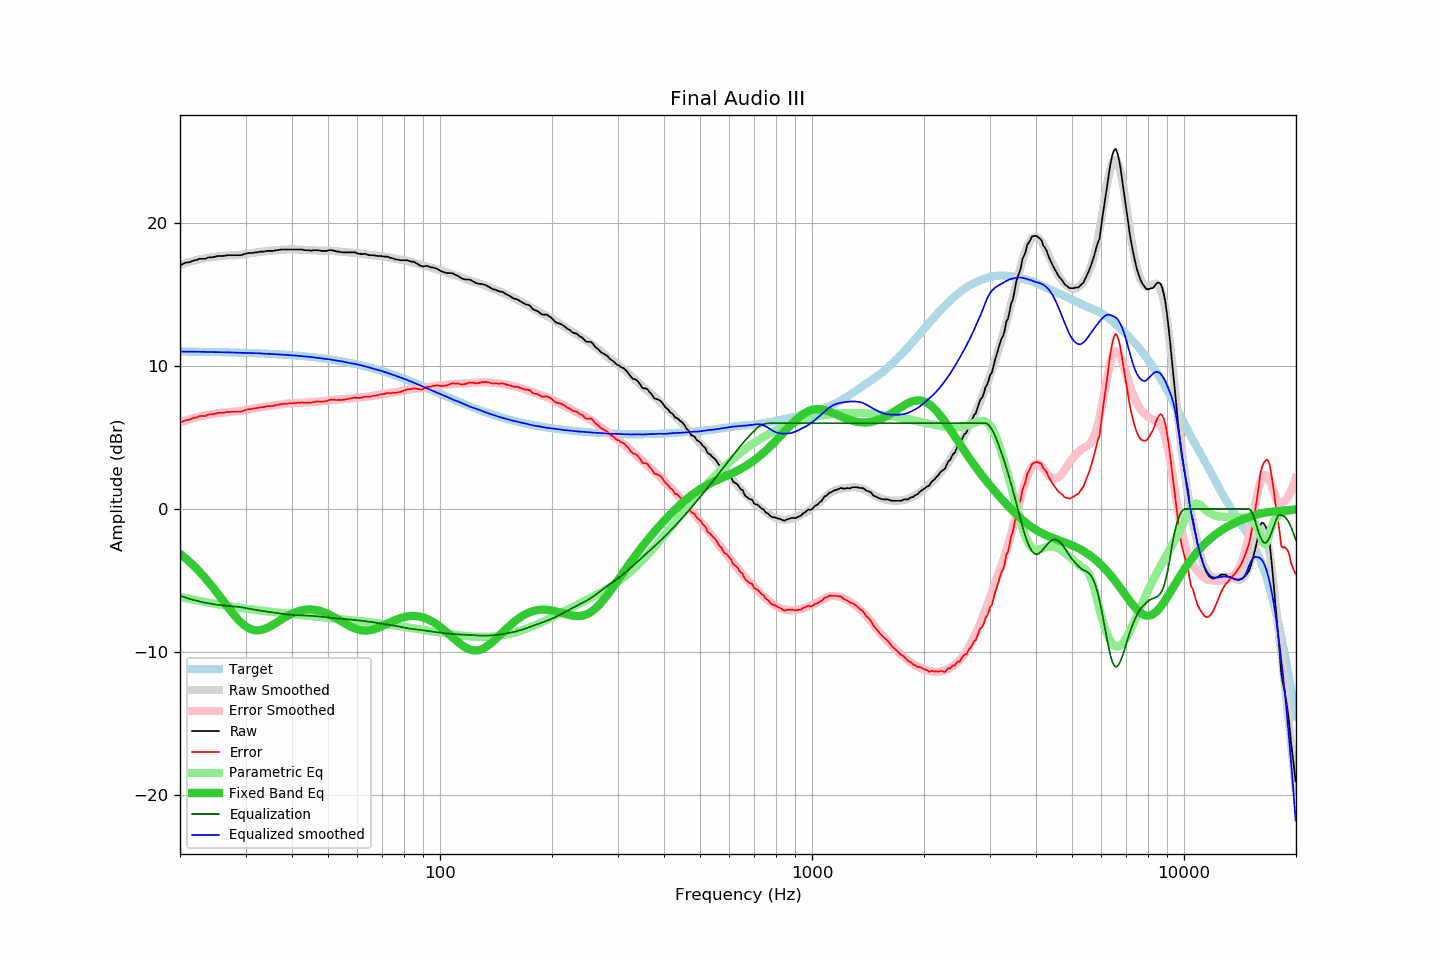 Final Audio III
Amplitude (dBr)
20
10
0
−10
−20
Target
Raw Smoothed
Error Smoothed
Raw
Error
Parametric Eq
Fixed Band Eq
Equalization
Equalized smoothed
100
1000
10000
Frequency (Hz)